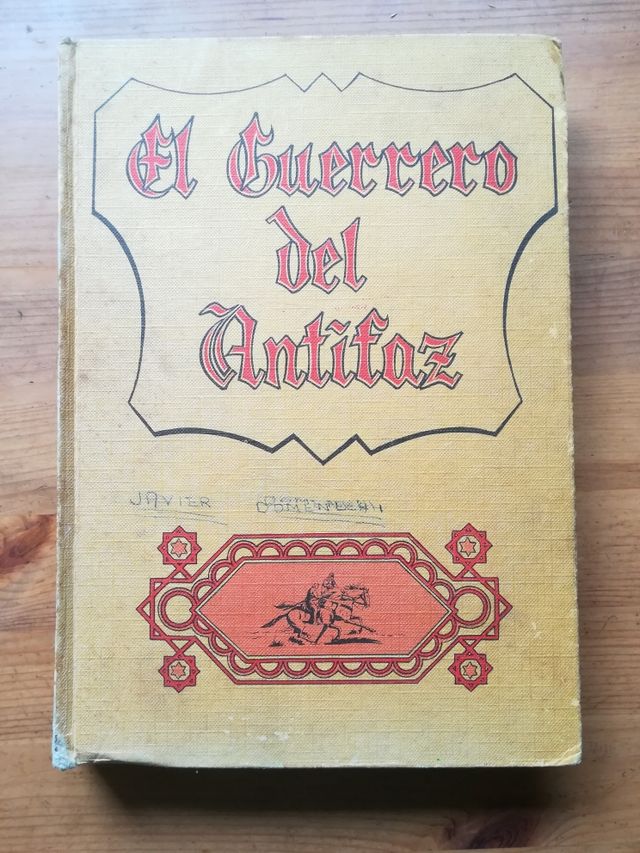 El Guerrero
del
Antifaz
JAVIER